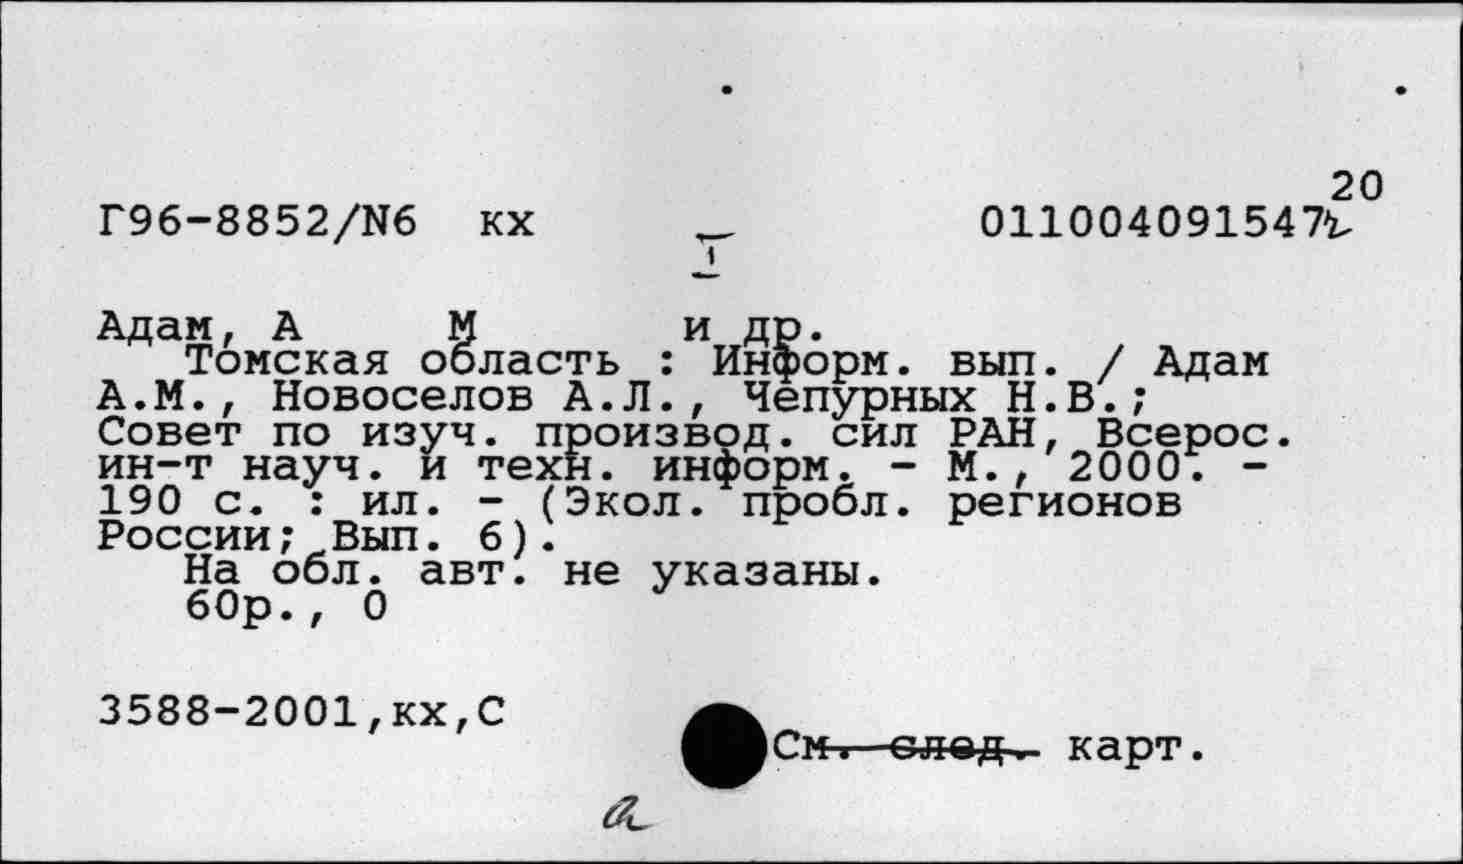 20
Г96-8852/N6 кх 011004091547г
Адам, А М и др.
Томская область : Информ. вып. / Адам
А.М., Новоселов А.Л., Чепурных Н.В.;
Совет по изуч. производ. сил РАН, Всерос.
ин-т науч. и техн. информ. - М., 2000. -
190 с. : ил. - (Экол. пробл. регионов
России; Вып. 6).
На обл. авт. не указаны.
60р., 0
3588-2001,кх,С
См. след. карт.
а